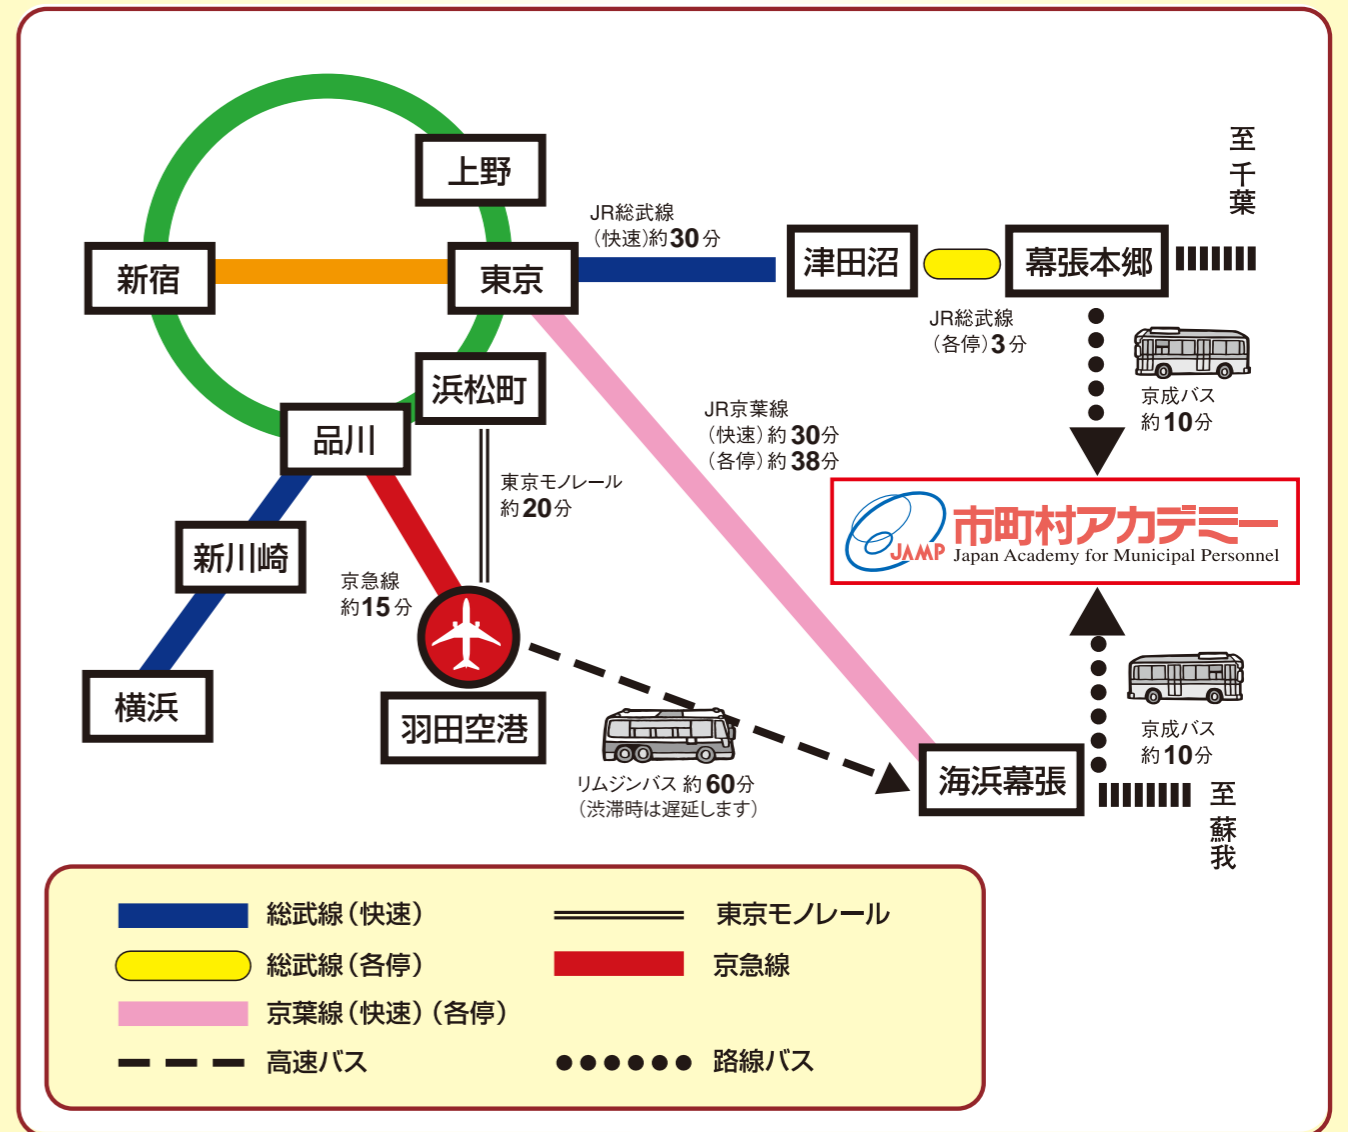 至千葉
上野
JR総武線
（快速）約30分
新宿
東京
津田沼
幕張本郷
JR総武線
（各停）3分
京成バス
約10分
浜松町
JR京葉線
（快速）約30分
（各停）約38分
品川
東京モノレール
約20分
JAMP 市町村アカデミー
Japan Academy for Municipal Personnel
新川崎
京急線
約15分
横浜
羽田空港
リムジンバス 約60分
（渋滞時は遅延します）
京成バス
約10分
海浜幕張
至蘇我
総武線（快速）
東京モノレール
総武線（各停）
京急線
京葉線（快速）（各停）
高速バス
路線バス